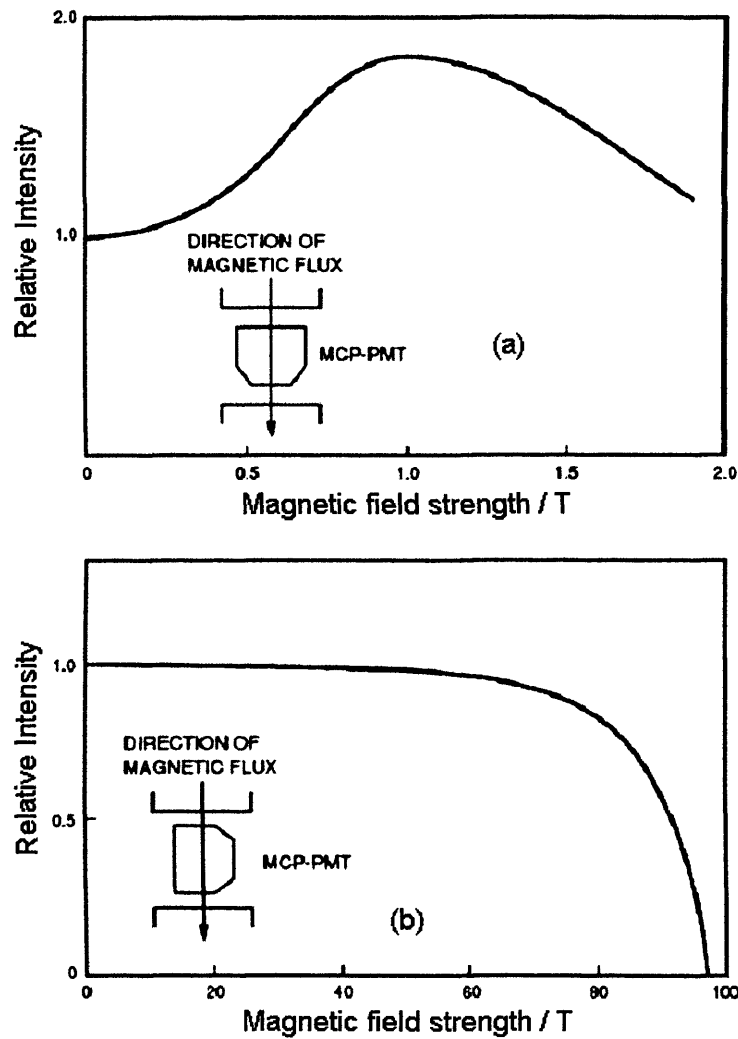 2.0
Relative Intensity
1.0
DIRECTION OF
MAGNETIC FLUX
MCP-PMT
(a)
0 0.5 1.0 1.5 2.0
Magnetic field strength / T
1.0
Relative Intensity
DIRECTION OF
MAGNETIC FLUX
0.5
MCP-PMT
(b)
0
0 20 40 60 80 100
Magnetic field strength / T